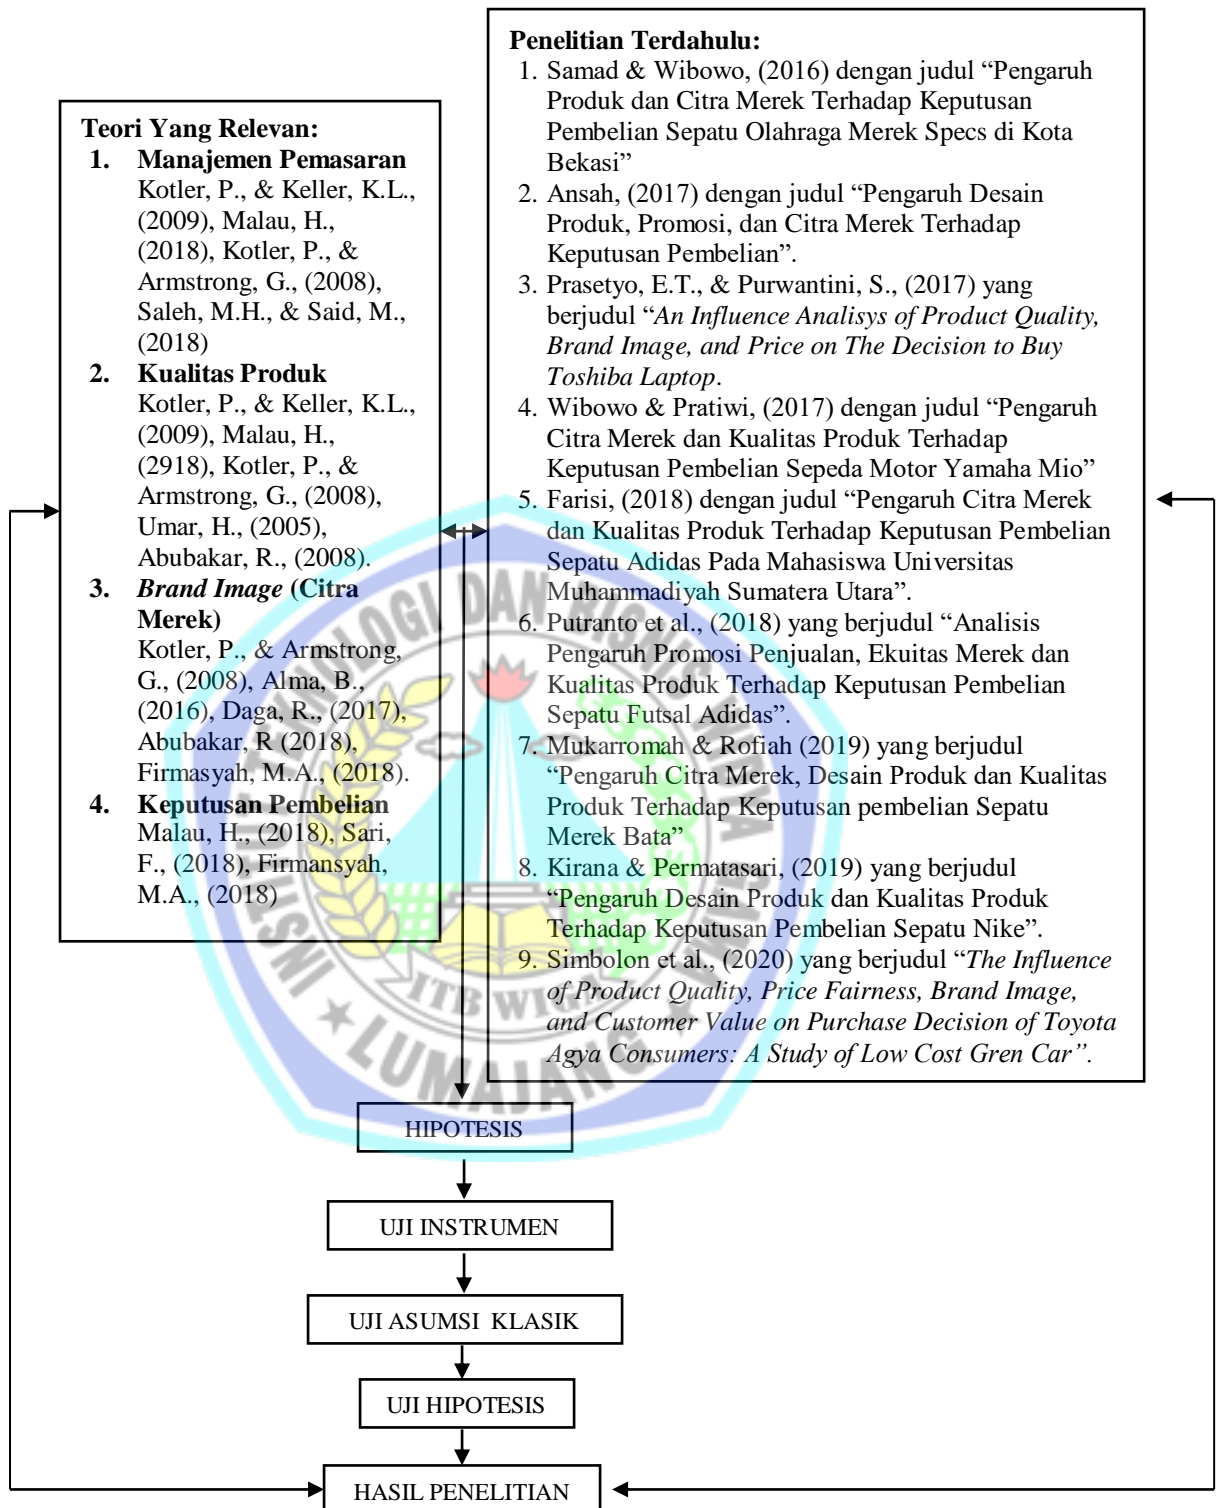 Teori Yang Relevan:
1. Manajemen Pemasaran
Kotler, P., & Keller, K.L.,
(2009), Malau, H.,
(2018), Kotler, P., &
Armstrong, G., (2008),
Saleh, M.H., & Said, M.,
(2018)
2. Kualitas Produk
Kotler, P., & Keller, K.L.,
(2009), Malau, H.,
(2918), Kotler, P., &
Armstrong, G., (2008),
Umar, H., (2005),
Abubakar, R., (2008).
3. Brand Image (Citra
Merek)
Kotler, P., & Armstrong,
G., (2008), Alma, B.,
(2016), Daga, R., (2017),
Abubakar, R (2018),
Firmasyah, M.A., (2018).
4. Keputusan Pembelian
Malau, H., (2018), Sari,
F., (2018), Firmansyah,
M.A., (2018)
Penelitian Terdahulu:
1. Samad & Wibowo, (2016) dengan judul “Pengaruh
Produk dan Citra Merek Terhadap Keputusan
Pembelian Sepatu Olahraga Merek Specs di Kota
Bekasi”
2. Ansah, (2017) dengan judul “Pengaruh Desain
Produk, Promosi, dan Citra Merek Terhadap
Keputusan Pembelian”.
3. Prasetyo, E.T., & Purwantini, S., (2017) yang
berjudul “An Influence Analisys of Product Quality,
Brand Image, and Price on The Decision to Buy
Toshiba Laptop.
4. Wibowo & Pratiwi, (2017) dengan judul “Pengaruh
Citra Merek dan Kualitas Produk Terhadap
Keputusan Pembelian Sepeda Motor Yamaha Mio”
5. Farisi, (2018) dengan judul “Pengaruh Citra Merek
dan Kualitas Produk Terhadap Keputusan Pembelian
Sepatu Adidas Pada Mahasiswa Universitas
Muhammadiyah Sumatera Utara”.
6. Putranto et al., (2018) yang berjudul “Analisis
Pengaruh Promosi Penjualan, Ekuitas Merek dan
Kualitas Produk Terhadap Keputusan Pembelian
Sepatu Futsal Adidas”.
7. Mukarromah & Rofiah (2019) yang berjudul
“Pengaruh Citra Merek, Desain Produk dan Kualitas
Produk Terhadap Keputusan pembelian Sepatu
Merek Bata”
8. Kirana & Permatasari, (2019) yang berjudul
“Pengaruh Desain Produk dan Kualitas Produk
Terhadap Keputusan Pembelian Sepatu Nike”.
9. Simbolon et al., (2020) yang berjudul “The Influence
of Product Quality, Price Fairness, Brand Image,
and Customer Value on Purchase Decision of Toyota
Agya Consumers: A Study of Low Cost Gren Car”.
INSTITUT TEKNOLOGI DAN BISNIS WIDYA GAMA
ITB WIGA
LUMAJANG
HIPOTESIS
UJI INSTRUMEN
UJI ASUMSI KLASIK
UJI HIPOTESIS
HASIL PENELITIAN